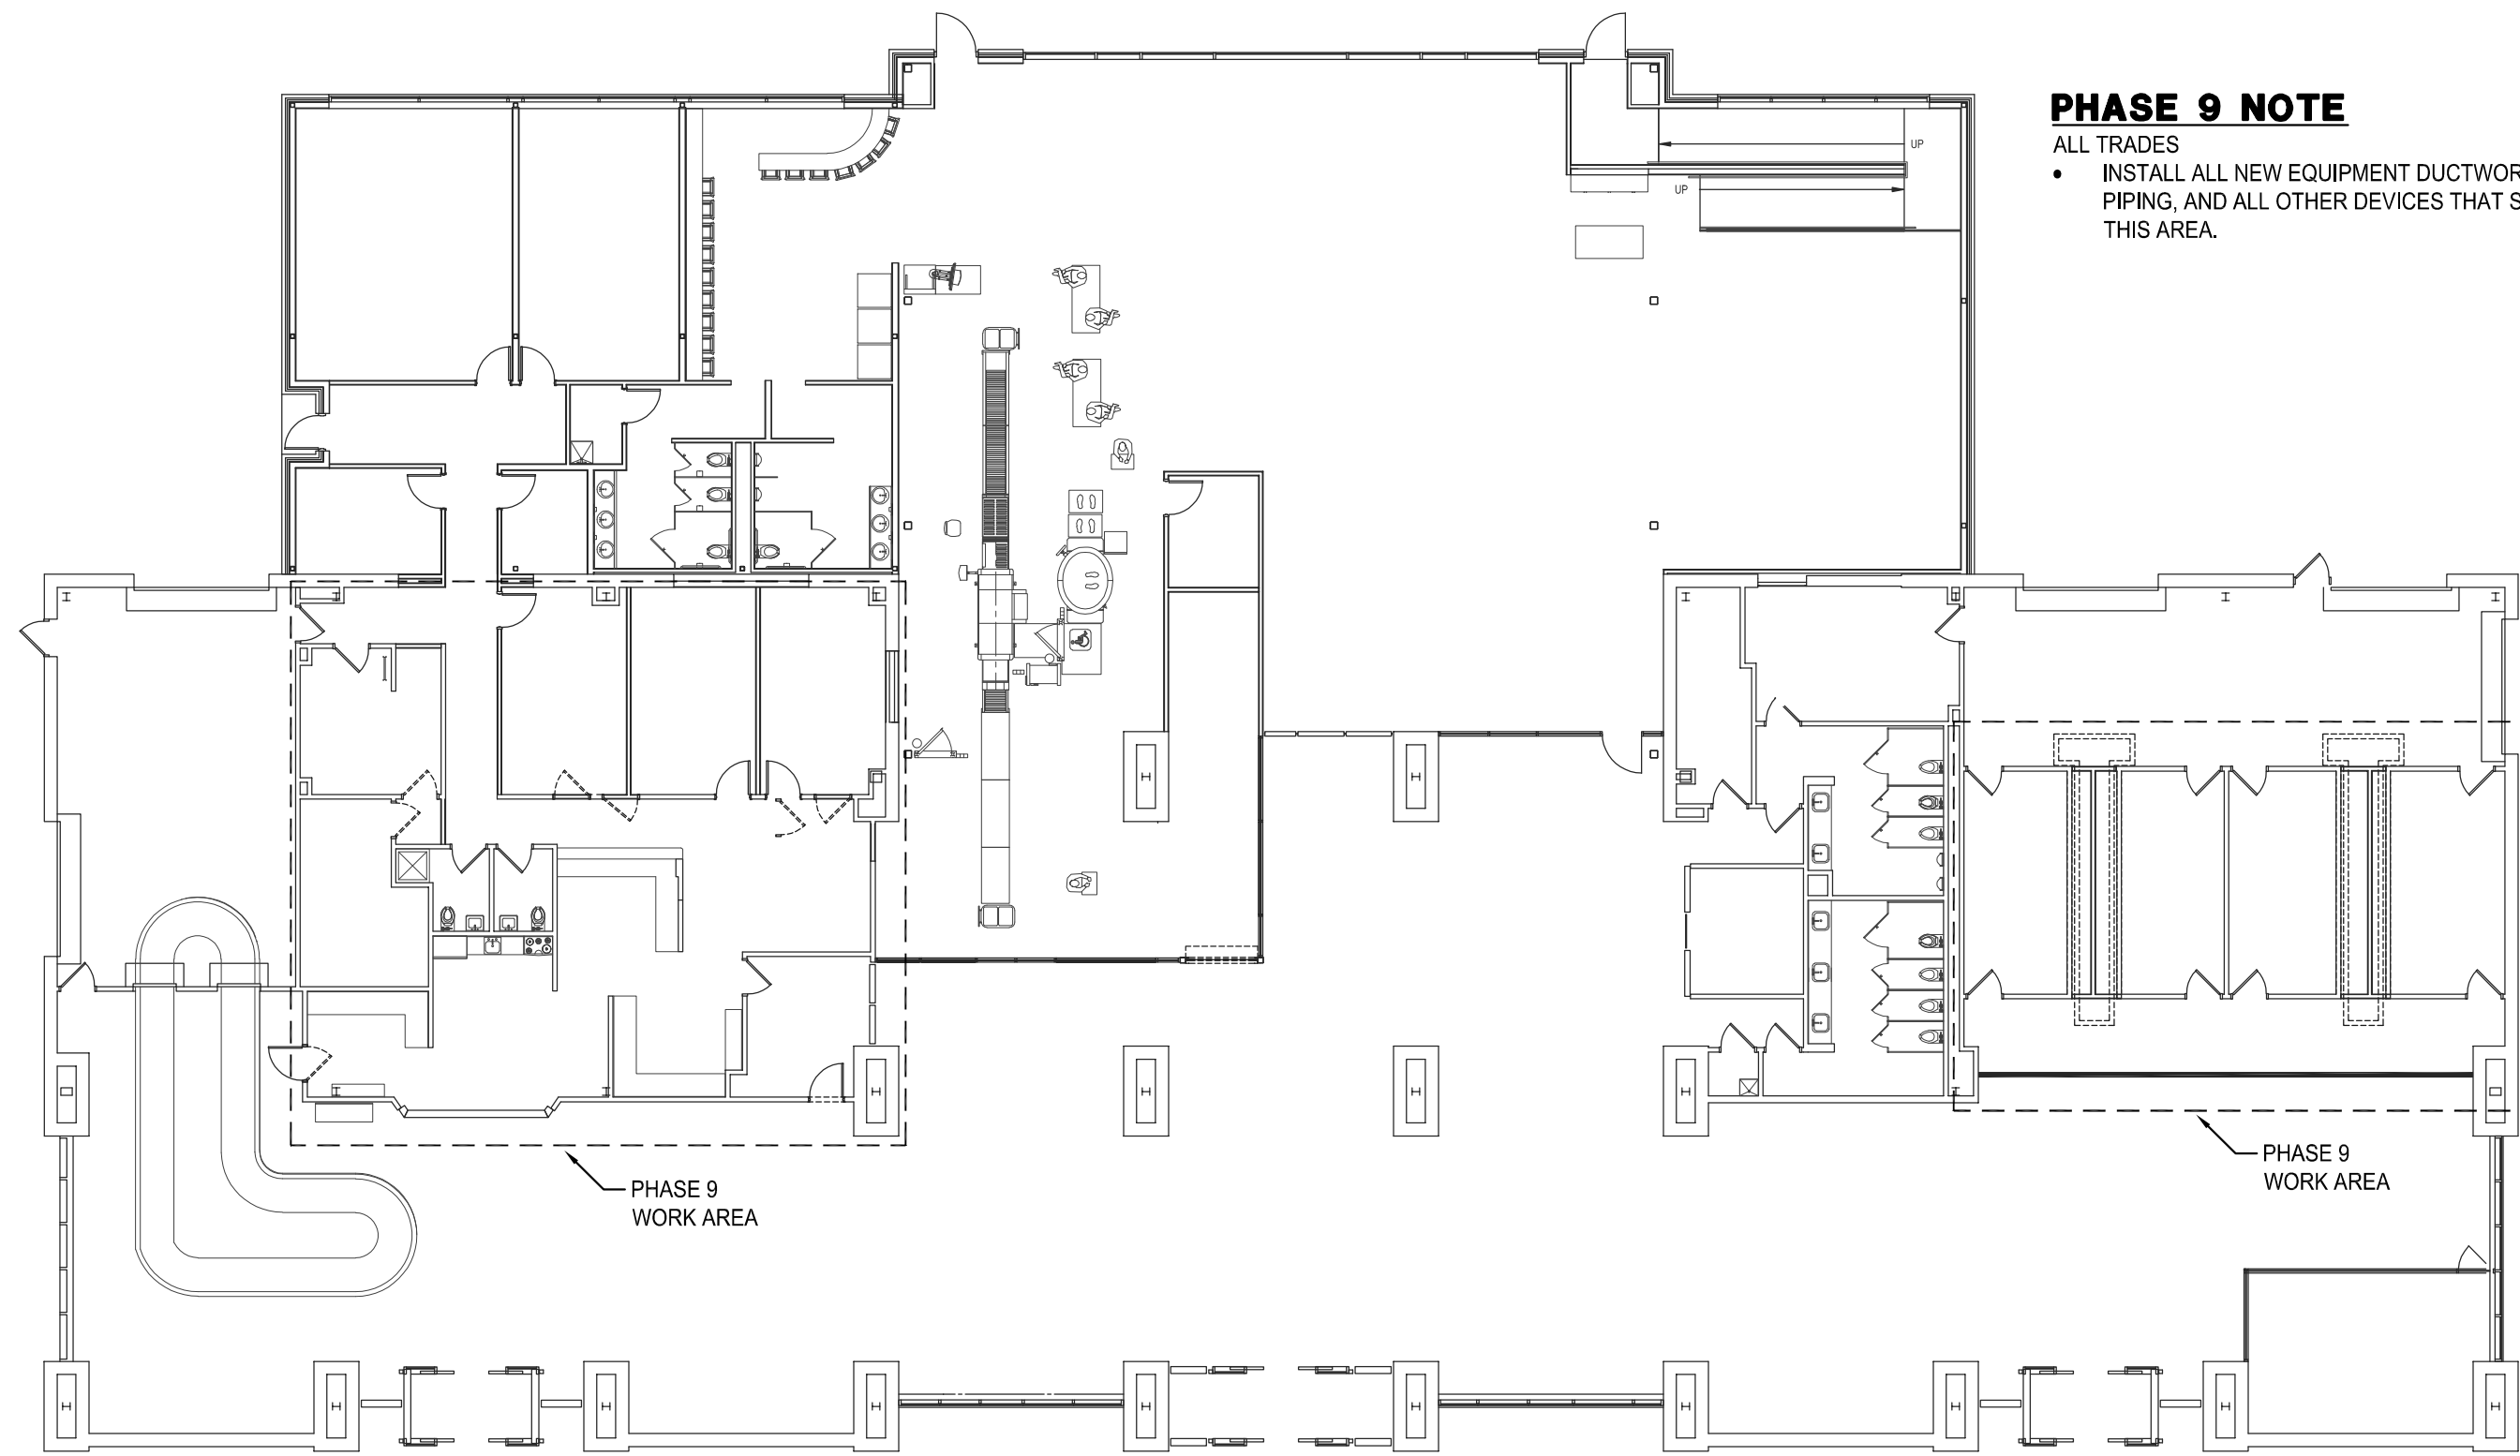 PHASE 9 NOTE
ALL TRADES
• INSTALL ALL NEW EQUIPMENT
PIPING, AND ALL OTHER DEVICES THAT
THIS AREA.
UP
UP
PHASE 9
WORK AREA
PHASE 9
WORK AREA